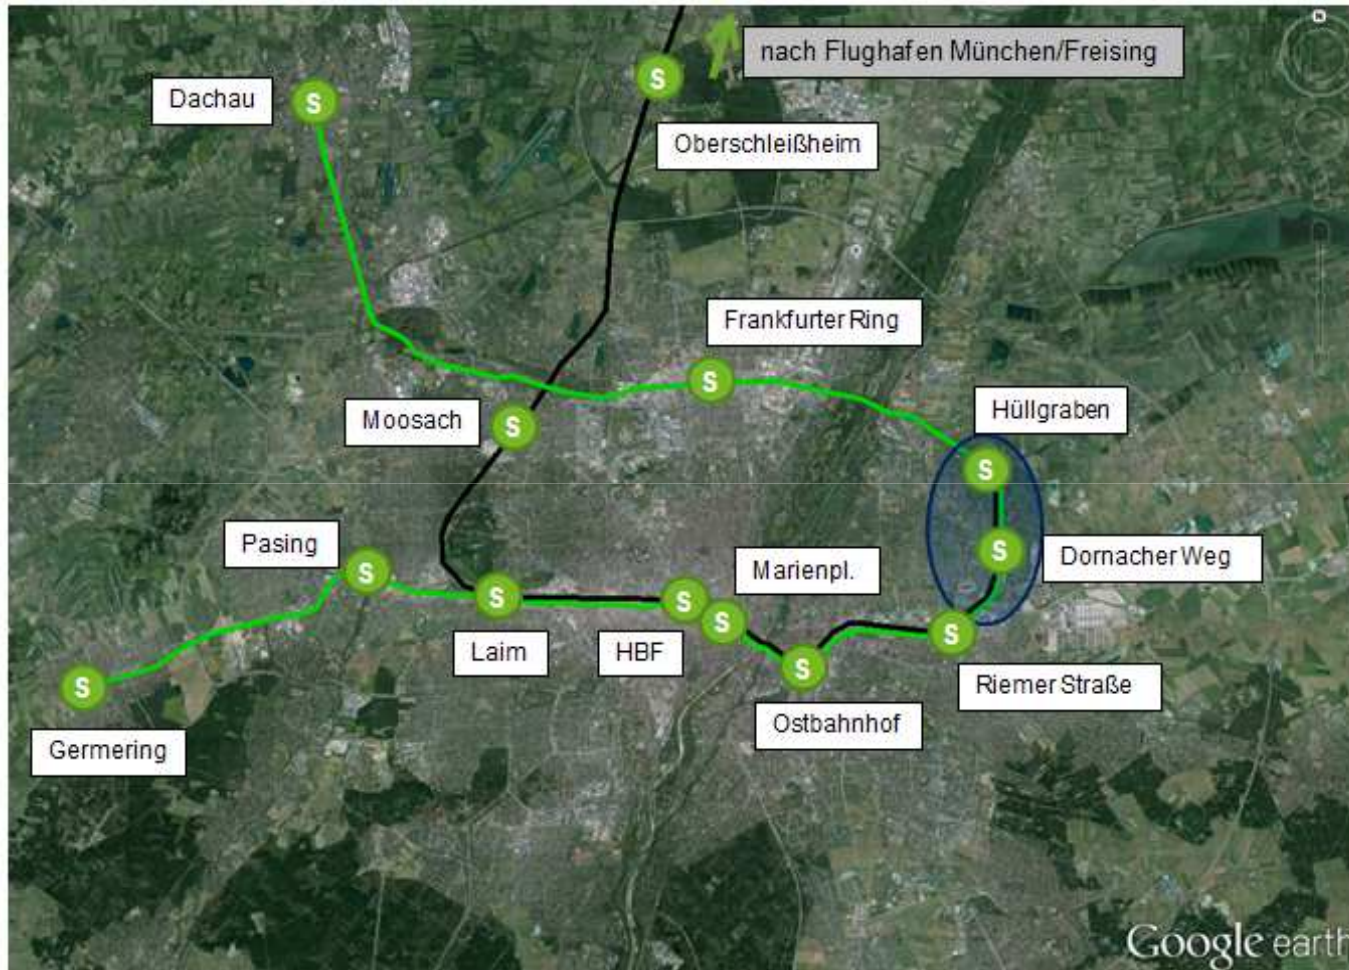 nach Flughafen München/Freising
Dachau
S
S
Oberschleißheim
Frankfurter Ring
S
Hüllgraben
Moosach
S
S
Pasing
S
Marienpl.
S
Dornacher Weg
S
S
S
S
S
Laim
HBF
S
Riemer Straße
S
Ostbahnhof
Germering
Google earth